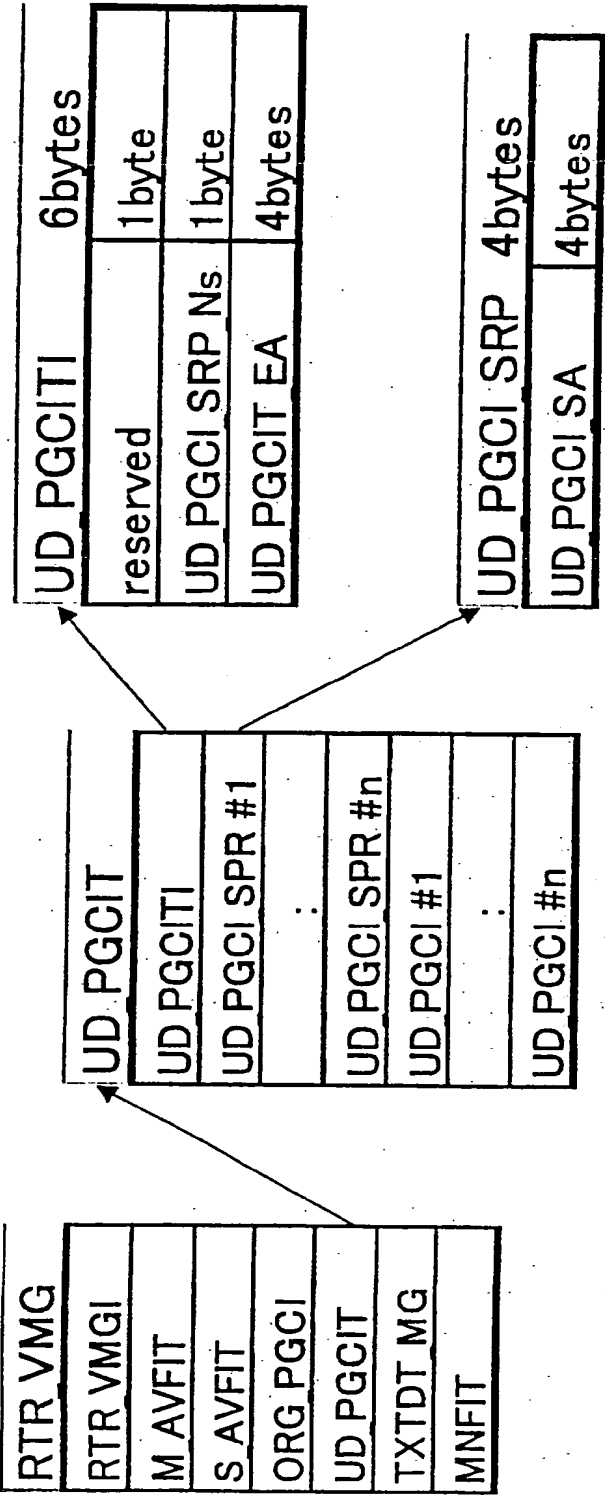 RTR VMG
RTR VMGI
M AVFIT
S AVFIT
ORG PGCI
UD PGCIT
TXTDT MG
MNFIT
UD PGCIT
UD PGCITI
UD PGCI SPR #1
:
UD PGCI SPR #n
UD PGCI #1
:
UD PGCI #n
UD PGCITI 6bytes
reserved 1byte
UD PGCI SRP Ns 1byte
UD PGCIT EA 4bytes
UD PGCI SRP 4bytes
UD PGCI SA 4bytes